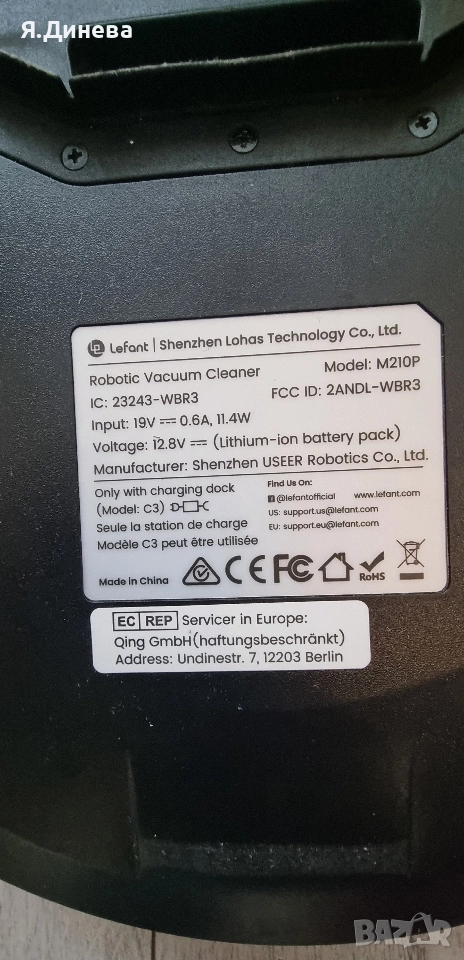 Я.Динева
Lefant | Shenzhen Lohas Technology Co., Ltd.
Robotic Vacuum Cleaner Model: M210P
IC: 23243-WBR3 FCC ID: 2ANDL-WBR3
Input: 19V ⎓ 0.6A, 11.4W
Voltage: 12.8V ⎓ (Lithium-ion battery pack)
Manufacturer: Shenzhen USEER Robotics Co., Ltd.
Only with charging dock
(Model: C3)
Seule la station de charge
Modèle C3 peut être utilisée
Find Us On:
@lefantofficial www.lefant.com
US: support.us@lefant.com
EU: support.eu@lefant.com
Made in China CE FC RoHS
EC REP Servicer in Europe:
Qing GmbH(haftungsbeschränkt)
Address: Undinestr. 7, 12203 Berlin
BAZAR